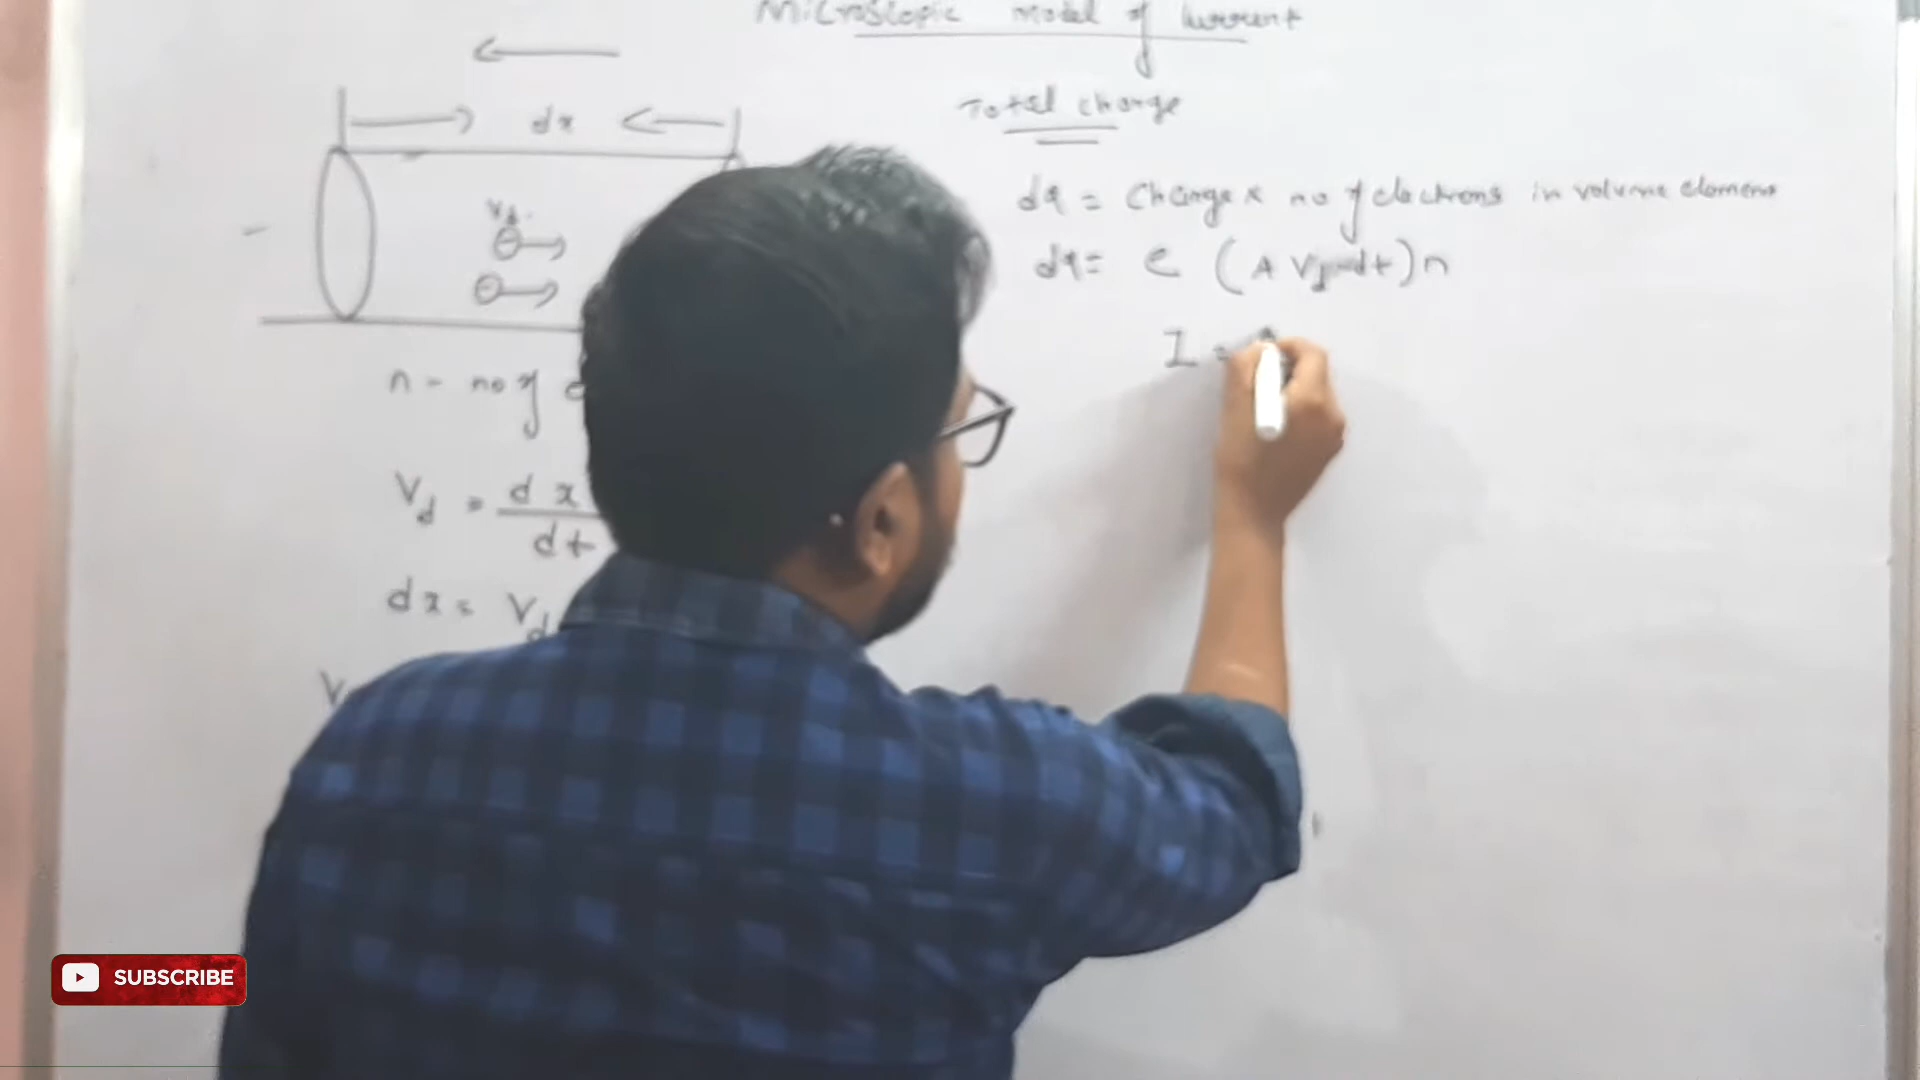 Microscopic model of current
dx
Total charge
dq = Charge x no of electrons in volume element
Vd
dq = e (A Vd dt) n
I =
n - no of
Vd = dx
dt
dx = Vd
V
SUBSCRIBE